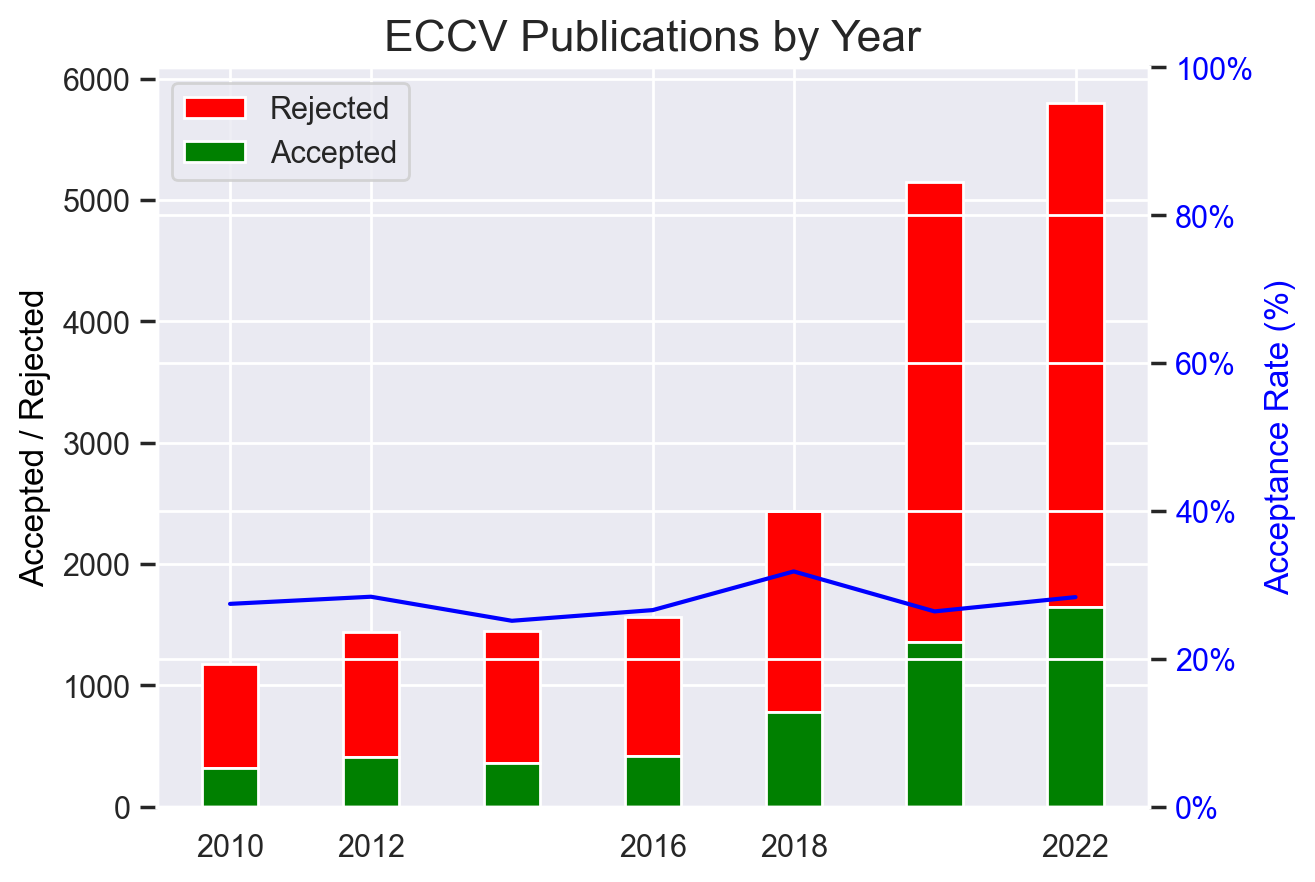 ECCV Publications by Year
Rejected
Accepted
Accepted / Rejected
6000
5000
4000
3000
2000
1000
0
100%
80%
60%
40%
20%
0%
Acceptance Rate (%)
2010 2012 2016 2018 2022